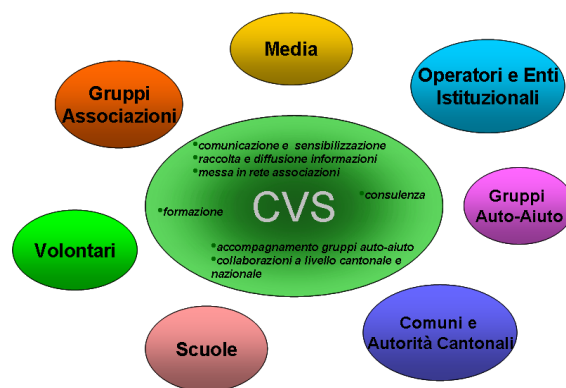 Media
Operatori e Enti
Istituzionali
Gruppi
Associazioni
•comunicazione e sensibilizzazione
•raccolta e diffusione informazioni
•messa in rete associazioni
•consulenza
CVS
•formazione
Gruppi
Auto-Aiuto
•accompagnamento gruppi auto-aiuto
•collaborazioni a livello cantonale e
nazionale
Volontari
Comuni e
Autorità Cantonali
Scuole